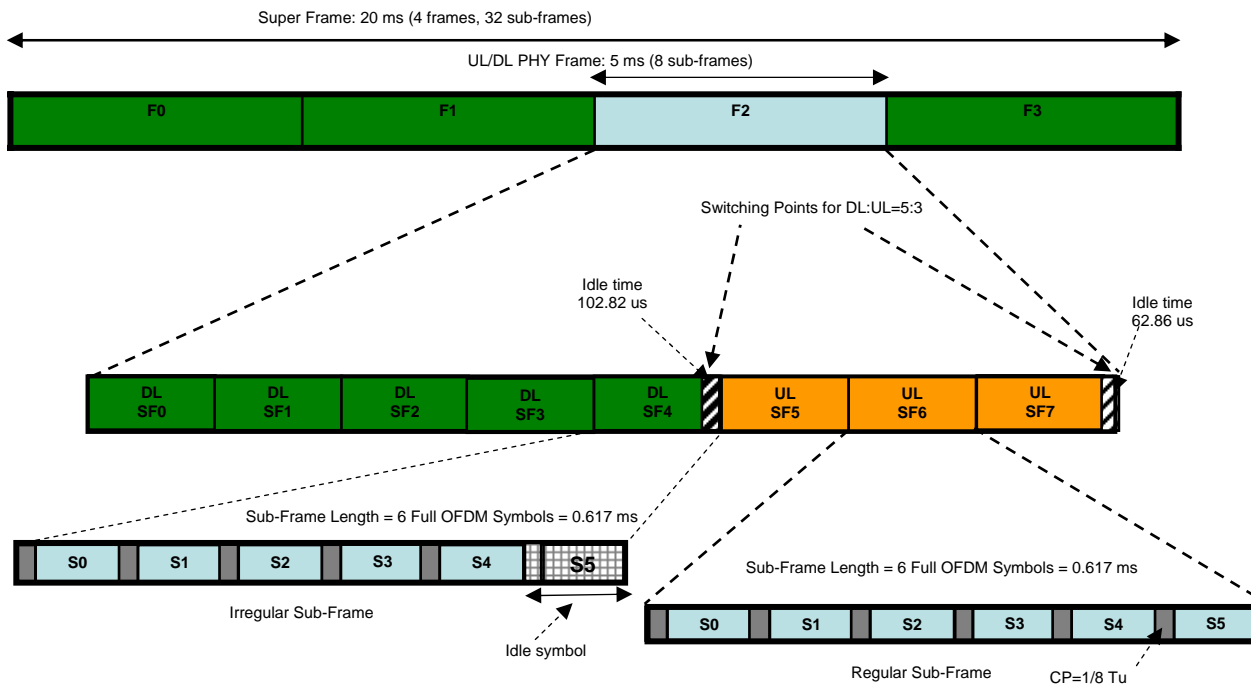 Super Frame: 20 ms (4 frames, 32 sub-frames)
UL/DL PHY Frame: 5 ms (8 sub-frames)
F0 F1 F2 F3
Switching Points for DL:UL=5:3
Idle time
102.82 us
Idle time
62.86 us
DL
SF0
DL
SF1
DL
SF2
DL
SF3
DL
SF4
UL
SF5
UL
SF6
UL
SF7
Sub-Frame Length = 6 Full OFDM Symbols = 0.617 ms
S0 S1 S2 S3 S4 S5
Irregular Sub-Frame
Idle symbol
Sub-Frame Length = 6 Full OFDM Symbols = 0.617 ms
S0 S1 S2 S3 S4 S5
Regular Sub-Frame
CP=1/8 Tu